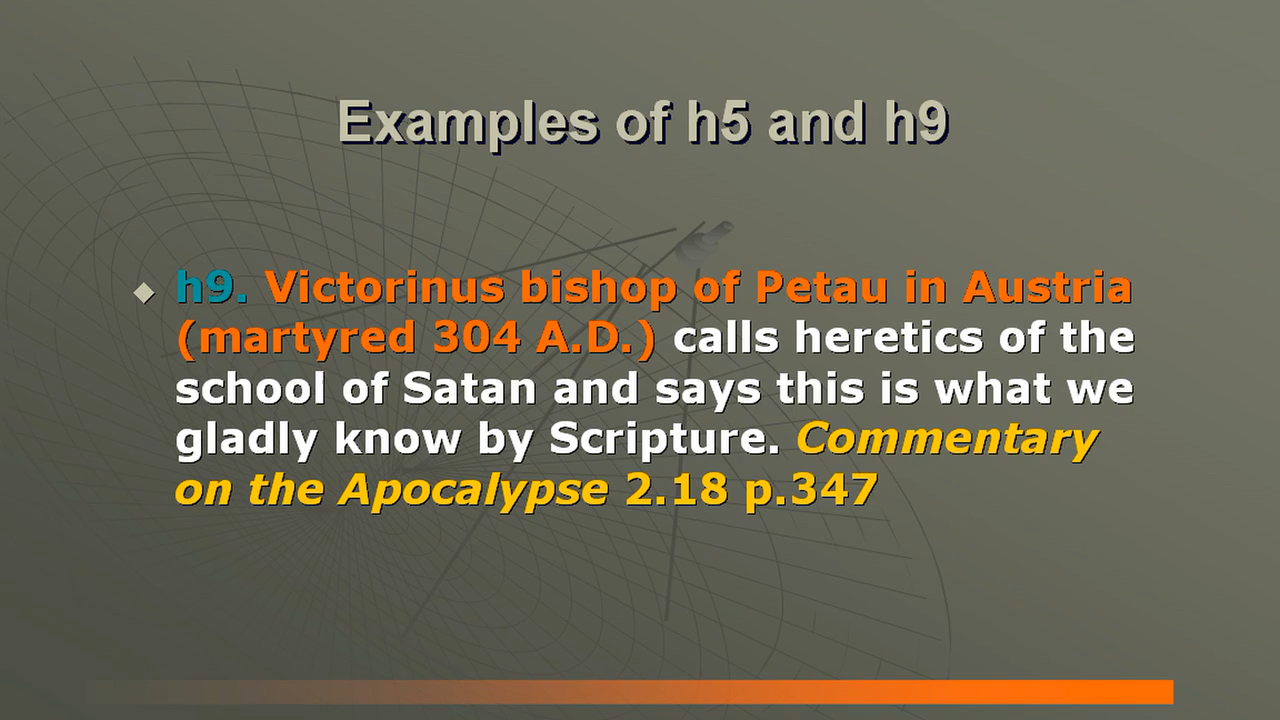 Examples of h5 and h9
h9. Victorinus bishop of Petau in Austria
(martyred 304 A.D.) calls heretics of the
school of Satan and says this is what we
gladly know by Scripture. Commentary
on the Apocalypse 2.18 p.347